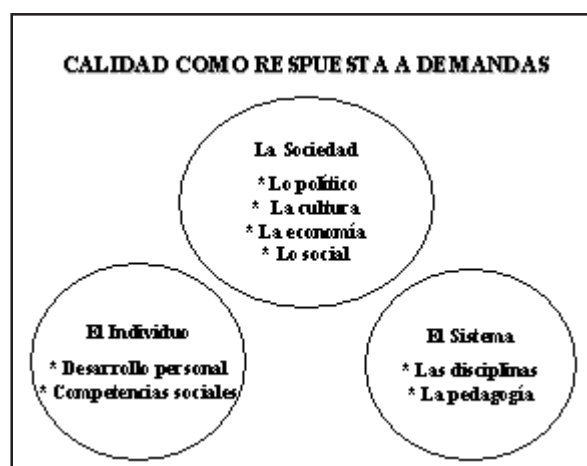 CALIDAD COMO RESPUESTA A DEMANDAS
La Sociedad
* Lo político
* La cultura
* La economía
* Lo social
El Individuo
* Desarrollo personal
* Competencias sociales
El Sistema
* Las disciplinas
* La pedagogía